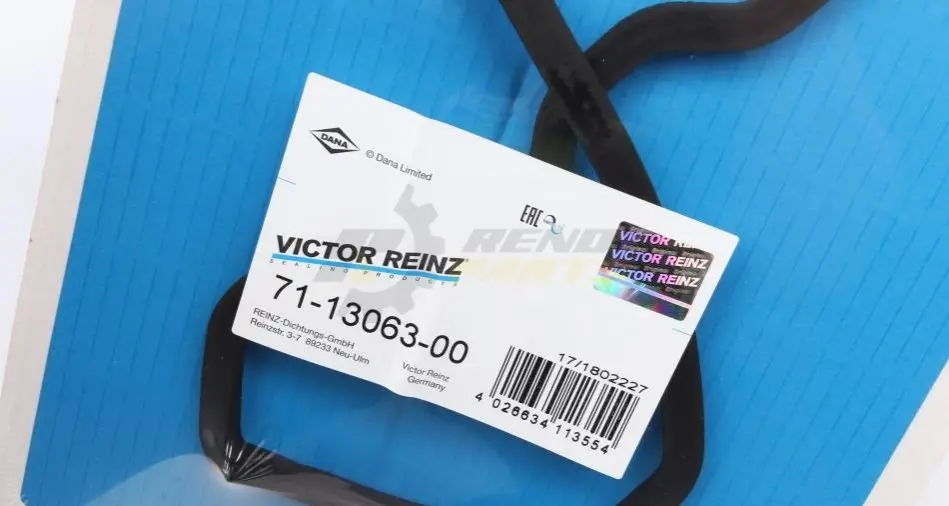 DANA
© Dana Limited
EAC
VICTOR REINZ
SEALING PRODUCTS
71-13063-00
REINZ-Dichtungs-GmbH
Reinzstr. 3-7 89233 Neu-Ulm
Victor Reinz
Germany
VICTOR REINZ
VICTOR REINZ
VICTOR REINZ
17/1802227
4 026634 113554